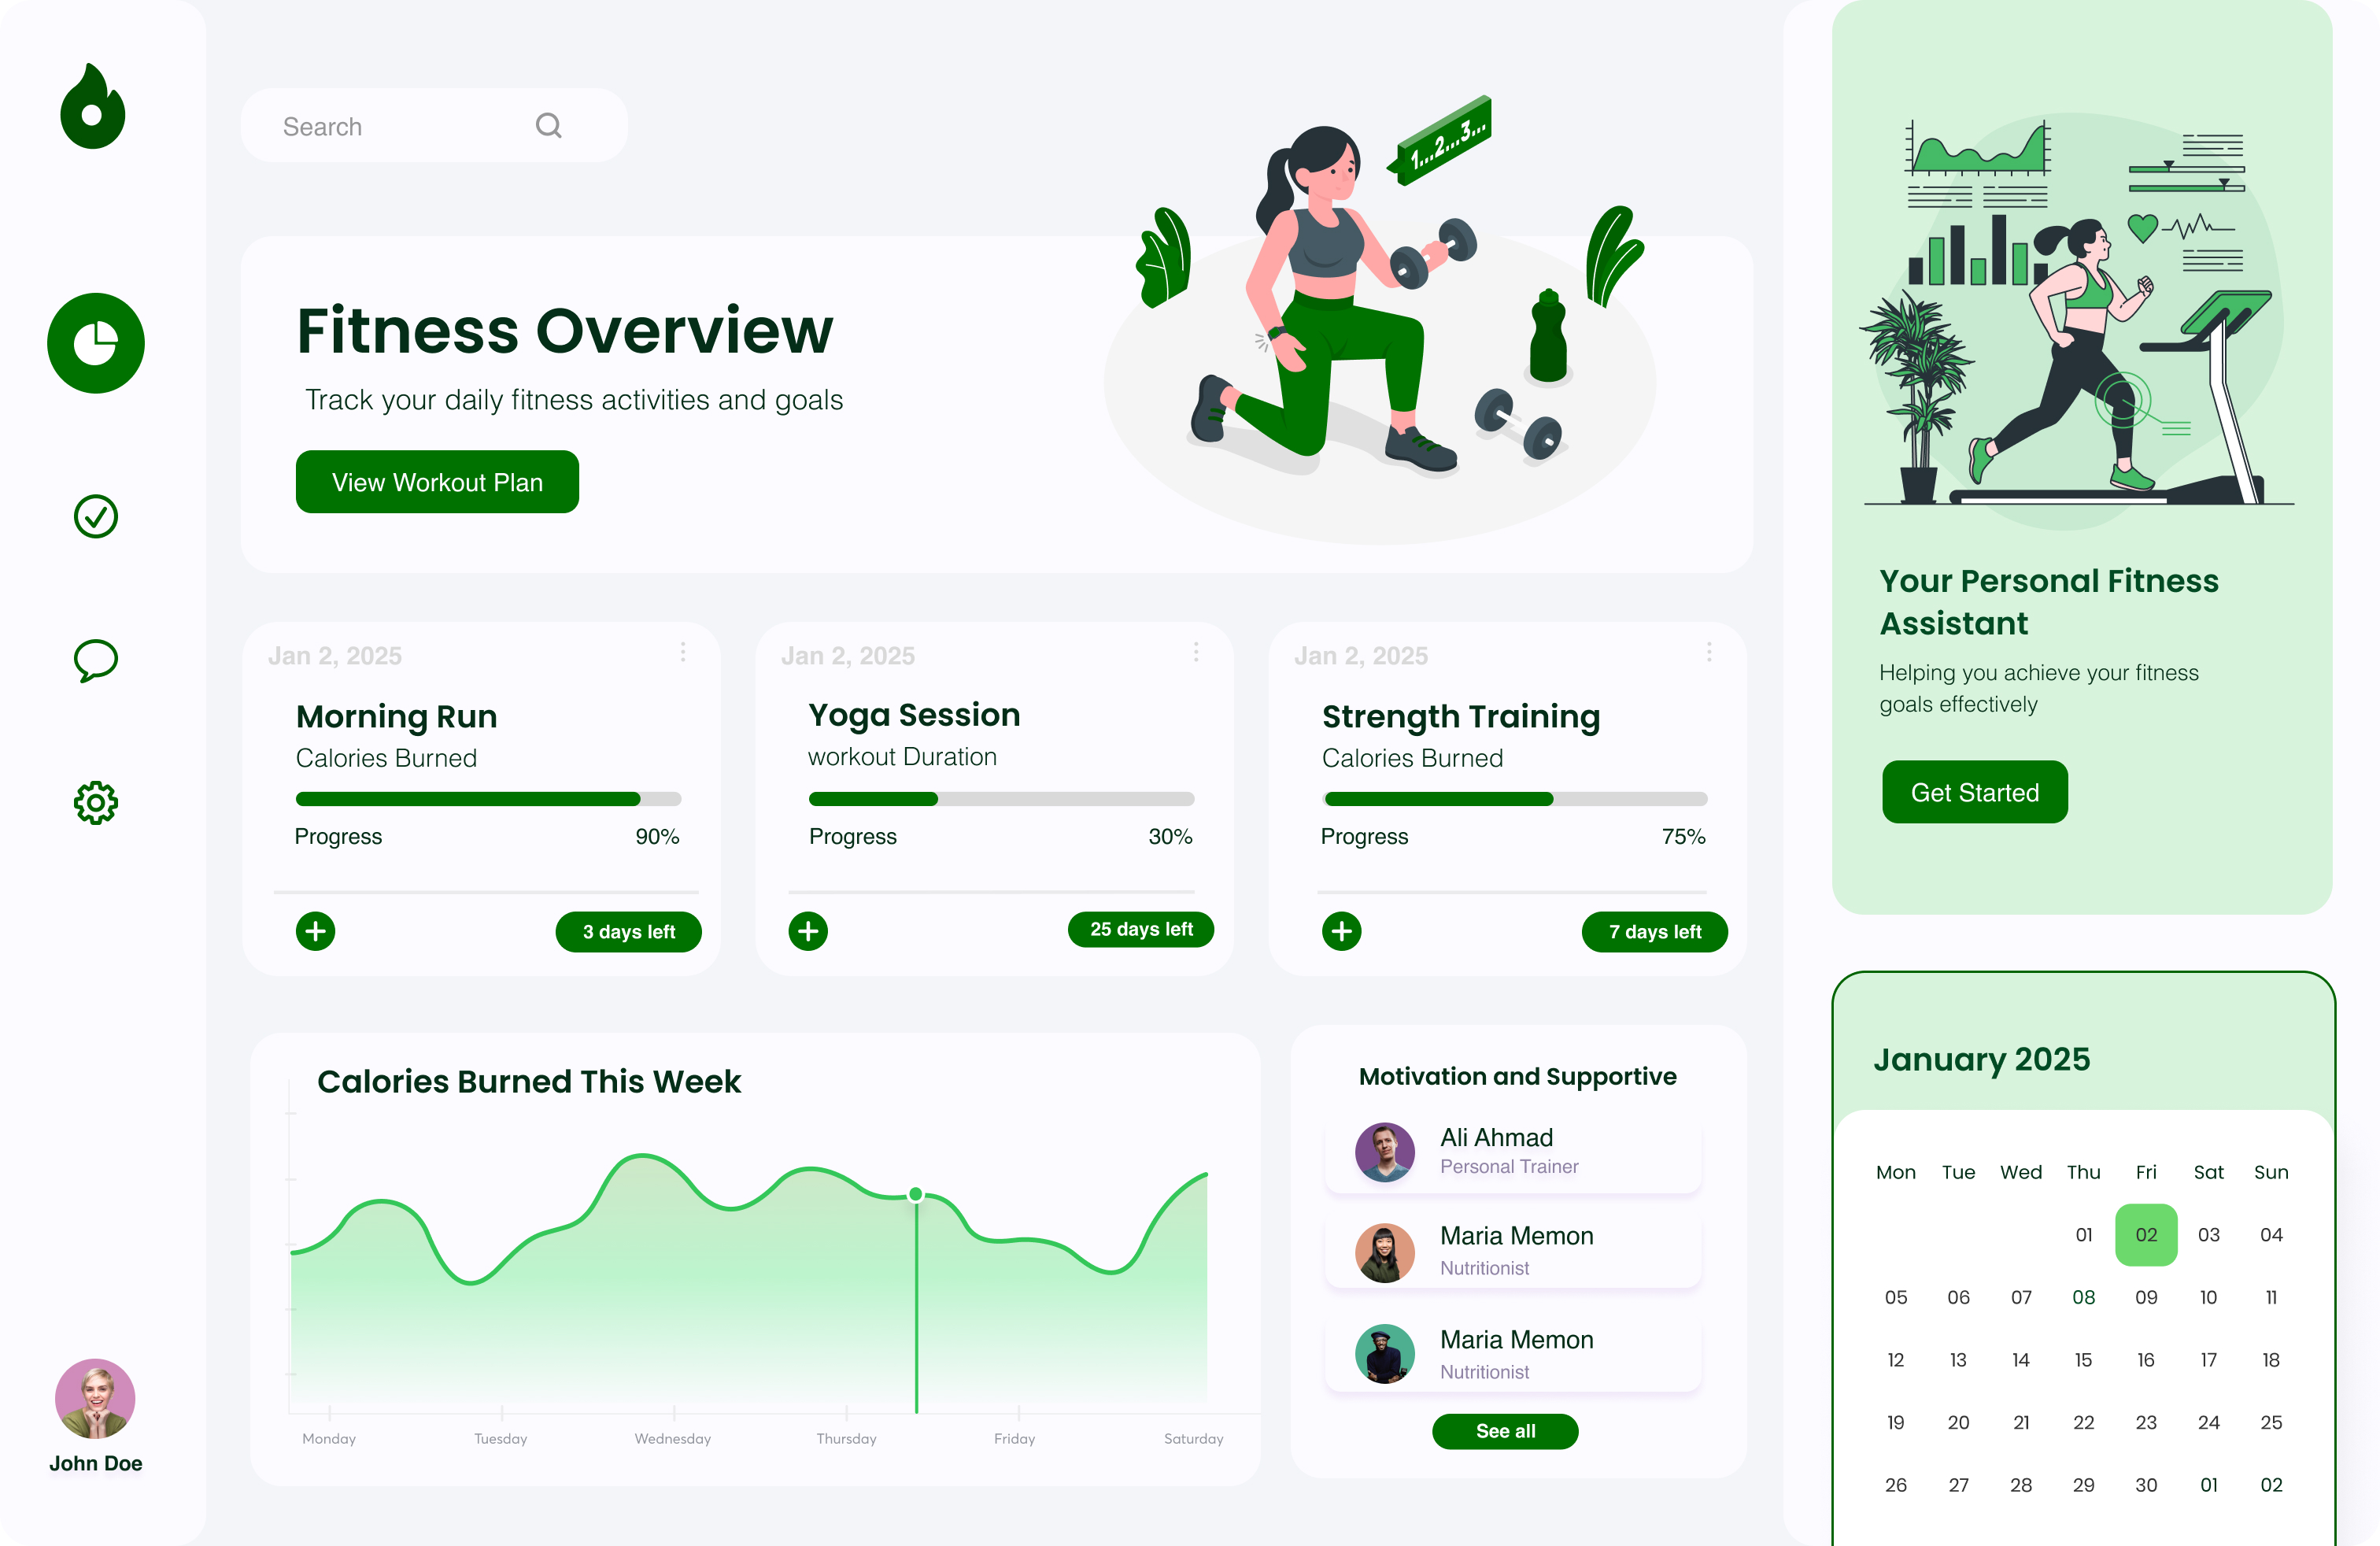 Search
1...2...3...
Fitness Overview
Track your daily fitness activities and goals
View Workout Plan
Jan 2, 2025
Morning Run
Calories Burned
Progress 90%
3 days left
Jan 2, 2025
Yoga Session
workout Duration
Progress 30%
25 days left
Jan 2, 2025
Strength Training
Calories Burned
Progress 75%
7 days left
Calories Burned This Week
Monday Tuesday Wednesday Thursday Friday Saturday
Motivation and Supportive
Ali Ahmad
Personal Trainer
Maria Memon
Nutritionist
Maria Memon
Nutritionist
See all
John Doe
Your Personal Fitness
Assistant
Helping you achieve your fitness
goals effectively
Get Started
January 2025
Mon Tue Wed Thu Fri Sat Sun
01 02 03 04
05 06 07 08 09 10 11
12 13 14 15 16 17 18
19 20 21 22 23 24 25
26 27 28 29 30 01 02